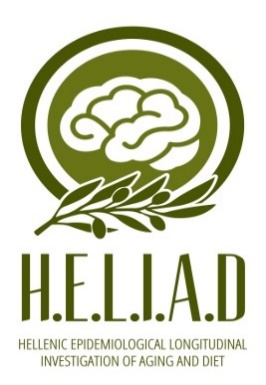 H.E.L.I.A.D
HELLENIC EPIDEMIOLOGICAL LONGITUDINAL
INVESTIGATION OF AGING AND DIET